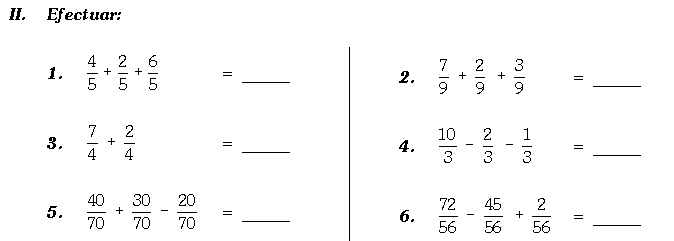 II. Efectuar:
1. 4/5 + 2/5 + 6/5 = ______
2. 7/9 + 2/9 + 3/9 = ______
3. 7/4 + 2/4 = ______
4. 10/3 - 2/3 - 1/3 = ______
5. 40/70 + 30/70 - 20/70 = ______
6. 72/56 - 45/56 + 2/56 = ______